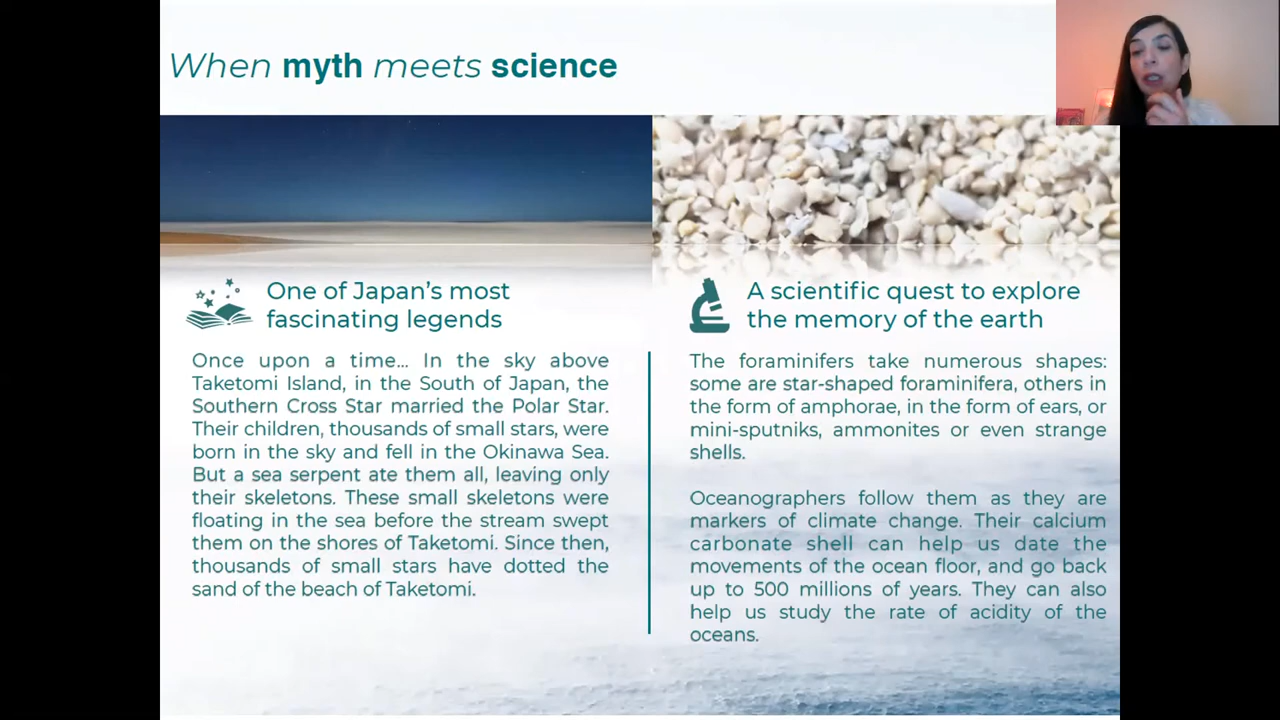 When myth meets science
One of Japan's most
fascinating legends
Once upon a time... In the sky above
Taketomi Island, in the South of Japan, the
Southern Cross Star married the Polar Star.
Their children, thousands of small stars, were
born in the sky and fell in the Okinawa Sea.
But a sea serpent ate them all, leaving only
their skeletons. These small skeletons were
floating in the sea before the stream swept
them on the shores of Taketomi. Since then,
thousands of small stars have dotted the
sand of the beach of Taketomi.
A scientific quest to explore
the memory of the earth
The foraminifers take numerous shapes:
some are star-shaped foraminifera, others in
the form of amphorae, in the form of ears, or
mini-sputniks, ammonites or even strange
shells.
Oceanographers follow them as they are
markers of climate change. Their calcium
carbonate shell can help us date the
movements of the ocean floor, and go back
up to 500 millions of years. They can also
help us study the rate of acidity of the
oceans.